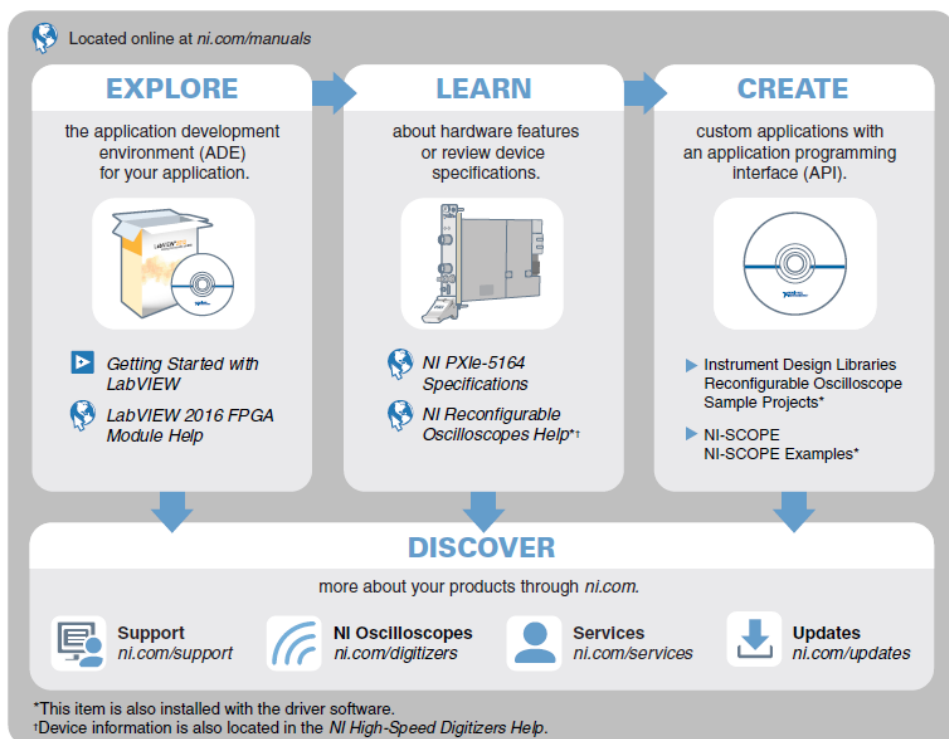 Located online at ni.com/manuals
EXPLORE
the application development
environment (ADE)
for your application.
LabVIEW
Getting Started with
LabVIEW
LabVIEW 2016 FPGA
Module Help
LEARN
about hardware features
or review device
specifications.
NI PXIe-5164
Specifications
NI Reconfigurable
Oscilloscopes Help*†
CREATE
custom applications with
an application programming
interface (API).
Instrument Design Libraries
Reconfigurable Oscilloscope
Sample Projects*
NI-SCOPE
NI-SCOPE Examples*
DISCOVER
more about your products through ni.com.
Support
ni.com/support
NI Oscilloscopes
ni.com/digitizers
Services
ni.com/services
Updates
ni.com/updates
*This item is also installed with the driver software.
†Device information is also located in the NI High-Speed Digitizers Help.